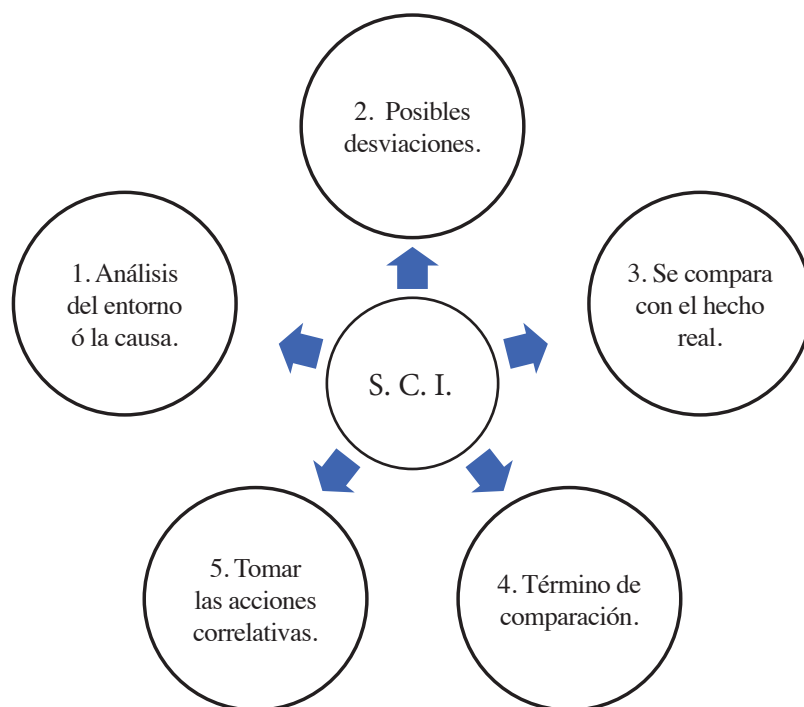 1. Análisis
del entorno
ó la causa.
2. Posibles
desviaciones.
3. Se compara
con el hecho
real.
S. C. I.
4. Término de
comparación.
5. Tomar
las acciones
correlativas.